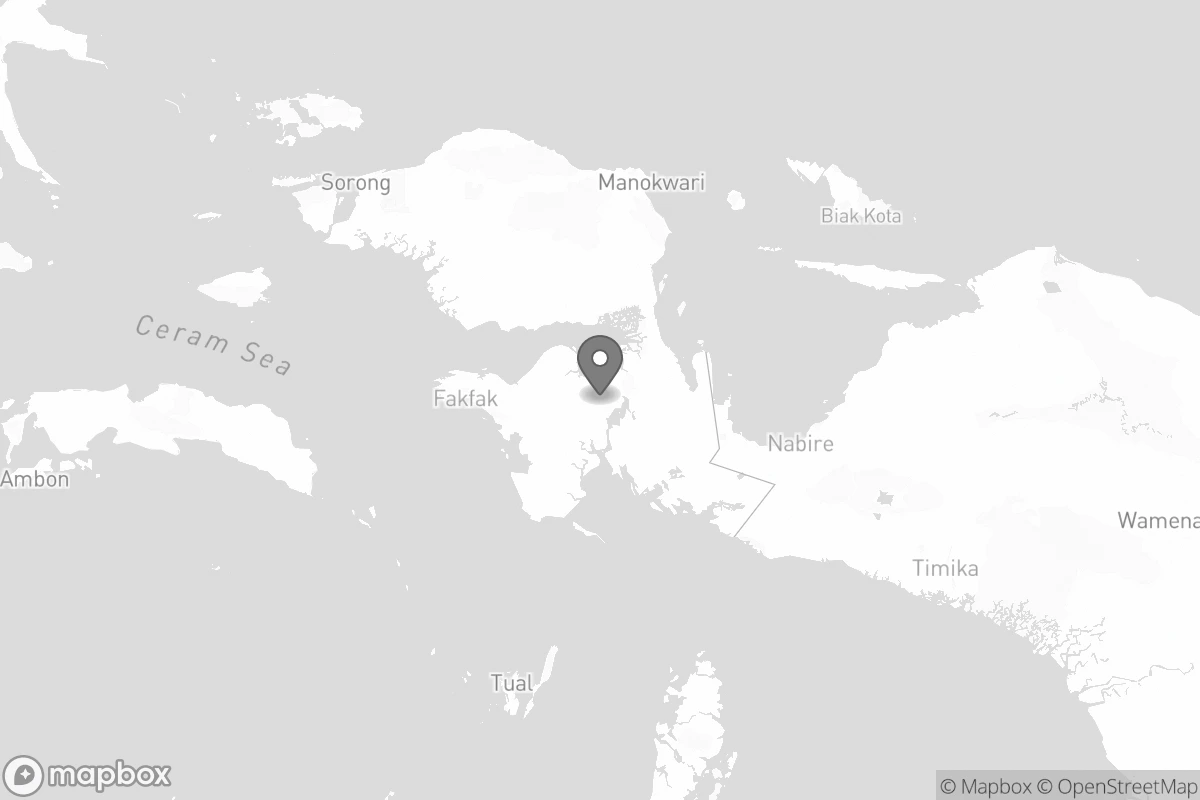 Sorong
Manokwari
Biak Kota
Ceram Sea
Fakfak
Nabire
Ambon
Wamena
Timika
Tual
mapbox
© Mapbox © OpenStreetMap